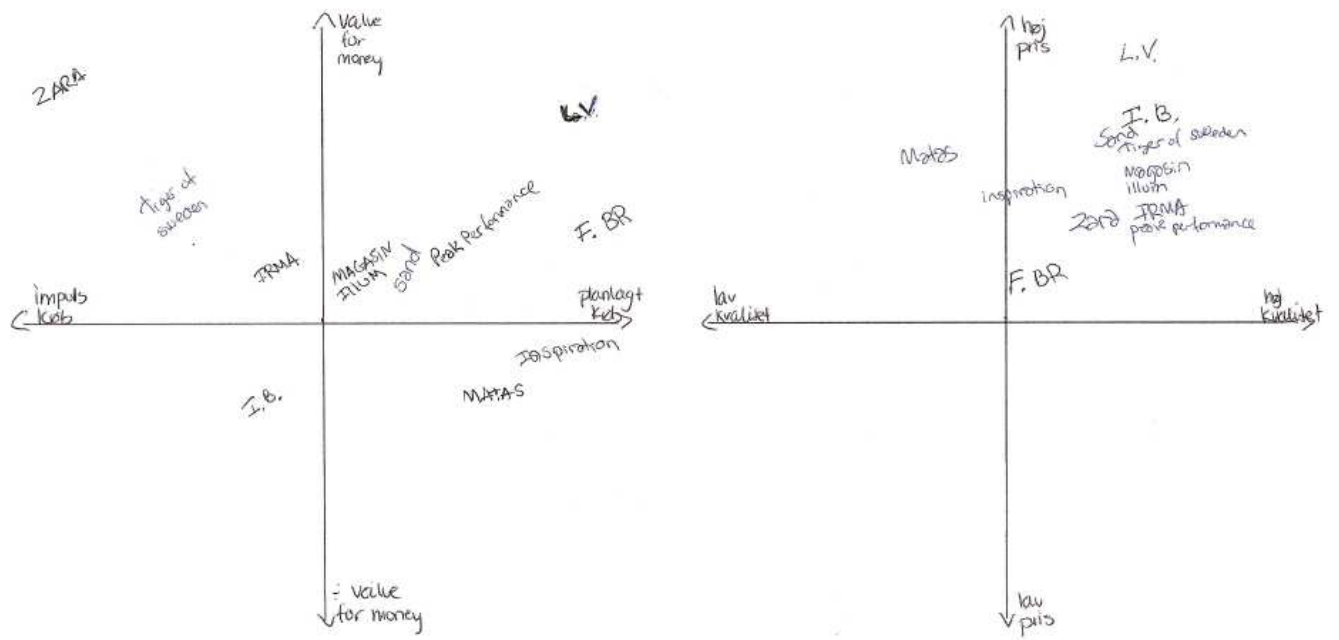 Value
for
money
ZARA
L.V.
Tiger of
sweden
Peak Performance
F. BR
IRMA
MAGASIN
ILLUM
Sand
impuls
køb
planlagt
køb
Inspiration
I.B.
MATAS
÷ value
for money
høj
pris
L.V.
I.B.
Sand
Tiger of sweden
Matas
Magasin
illum
inspiration
Zara
IRMA
peak performance
F. BR
lav
kvalitet
høj
kvalitet
lav
pris